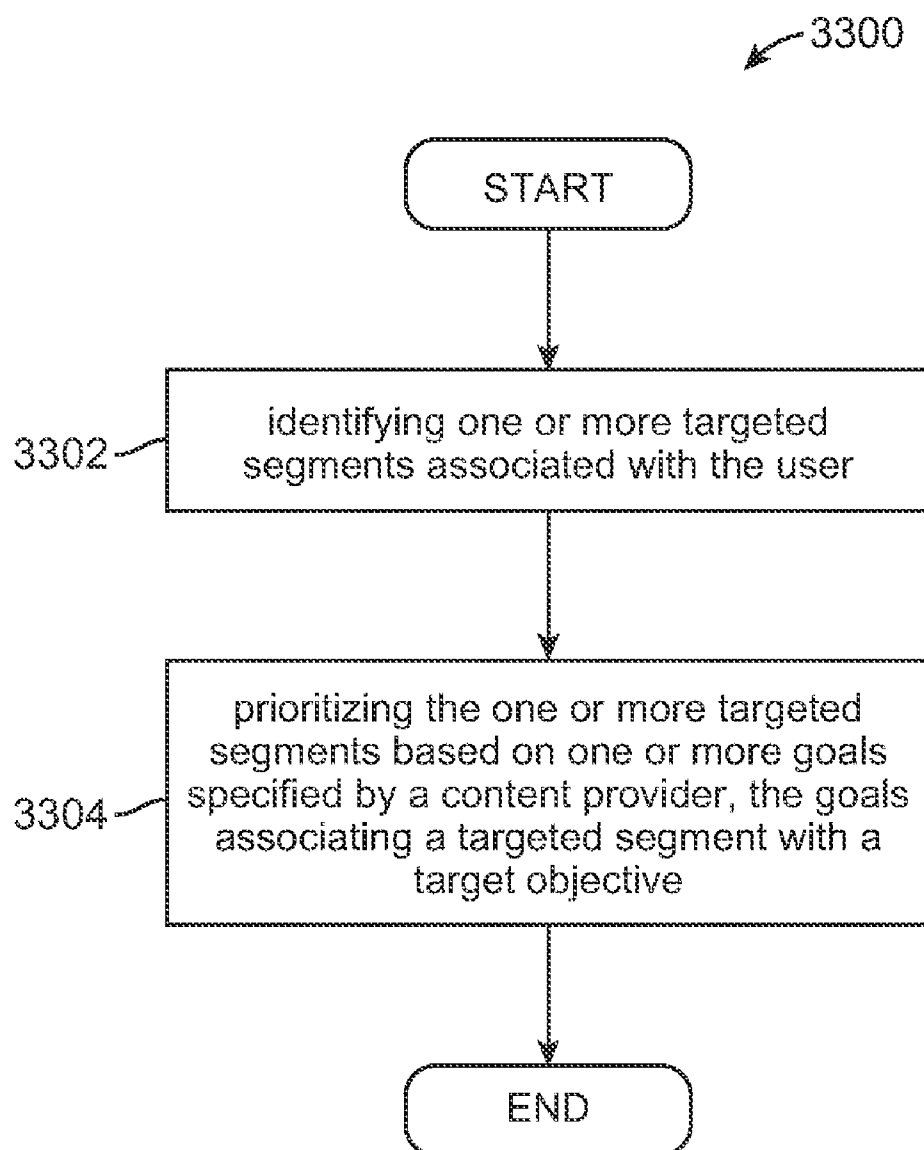 3300
START
3302
identifying one or more targeted
segments associated with the user
3304
prioritizing the one or more targeted
segments based on one or more goals
specified by a content provider, the goals
associating a targeted segment with a
target objective
END